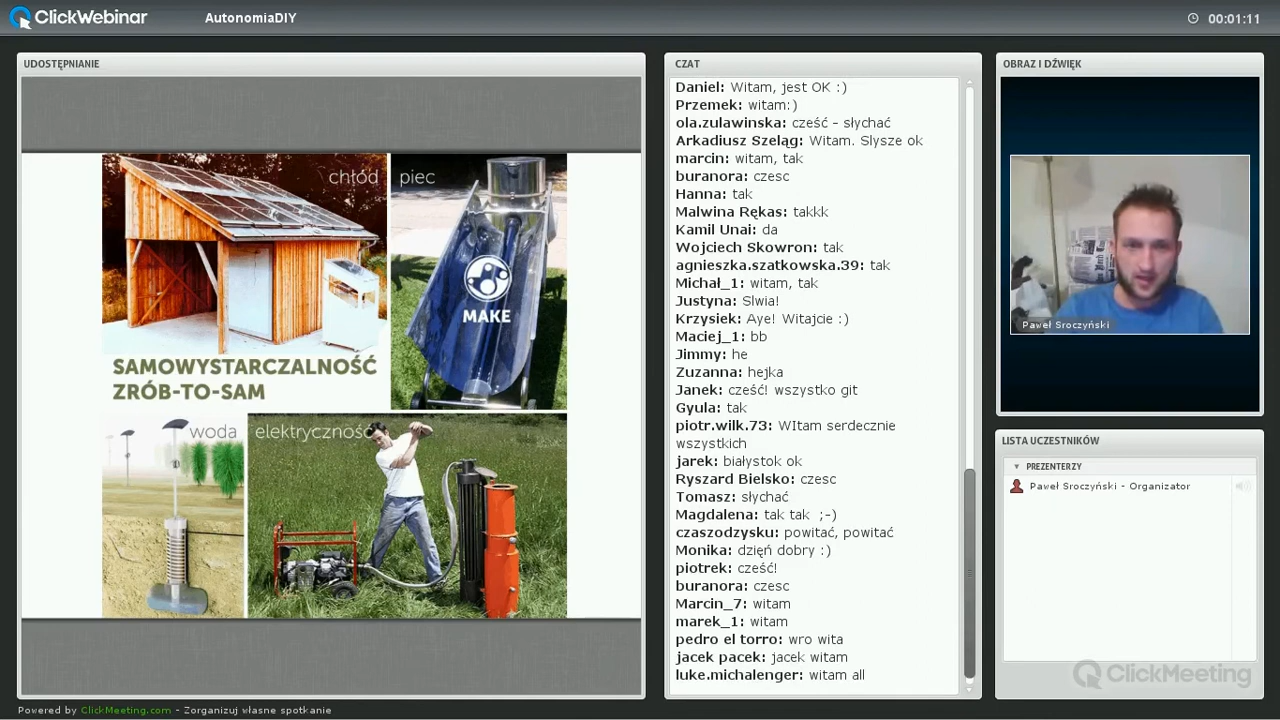 ClickWebinar
AutonomiaDIY
00:01:11
UDOSTĘPNIANIE
chłód
piec
MAKE
SAMOWYSTARCZALNOŚĆ
ZRÓB-TO-SAM
woda
elektryczność
CZAT
Daniel: Witam, jest OK :)
Przemek: witam:)
ola.zulawinska: cześć - słychać
Arkadiusz Szeląg: Witam. Slysze ok
marcin: witam, tak
buranora: czesc
Hanna: tak
Malwina Rękas: takkk
Kamil Unai: da
Wojciech Skowron: tak
agnieszka.szatkowska.39: tak
Michał_1: witam, tak
Justyna: Slwia!
Krzysiek: Aye! Witajcie :)
Maciej_1: bb
Jimmy: he
Zuzanna: hejka
Janek: cześć! wszystko git
Gyula: tak
piotr.wilk.73: WItam serdecznie
wszystkich
jarek: białystok ok
Ryszard Bielsko: czesc
Tomasz: słychać
Magdalena: tak tak ;-)
czaszodzysku: powitać, powitać
Monika: dzięń dobry :)
piotrek: cześć!
buranora: czesc
Marcin_7: witam
marek_1: witam
pedro el torro: wro wita
jacek pacek: jacek witam
luke.michalenger: witam all
OBRAZ I DŹWIĘK
Paweł Sroczyński
LISTA UCZESTNIKÓW
PREZENTERZY
Paweł Sroczyński - Organizator
ClickMeeting
Powered by ClickMeeting.com - Zorganizuj własne spotkanie